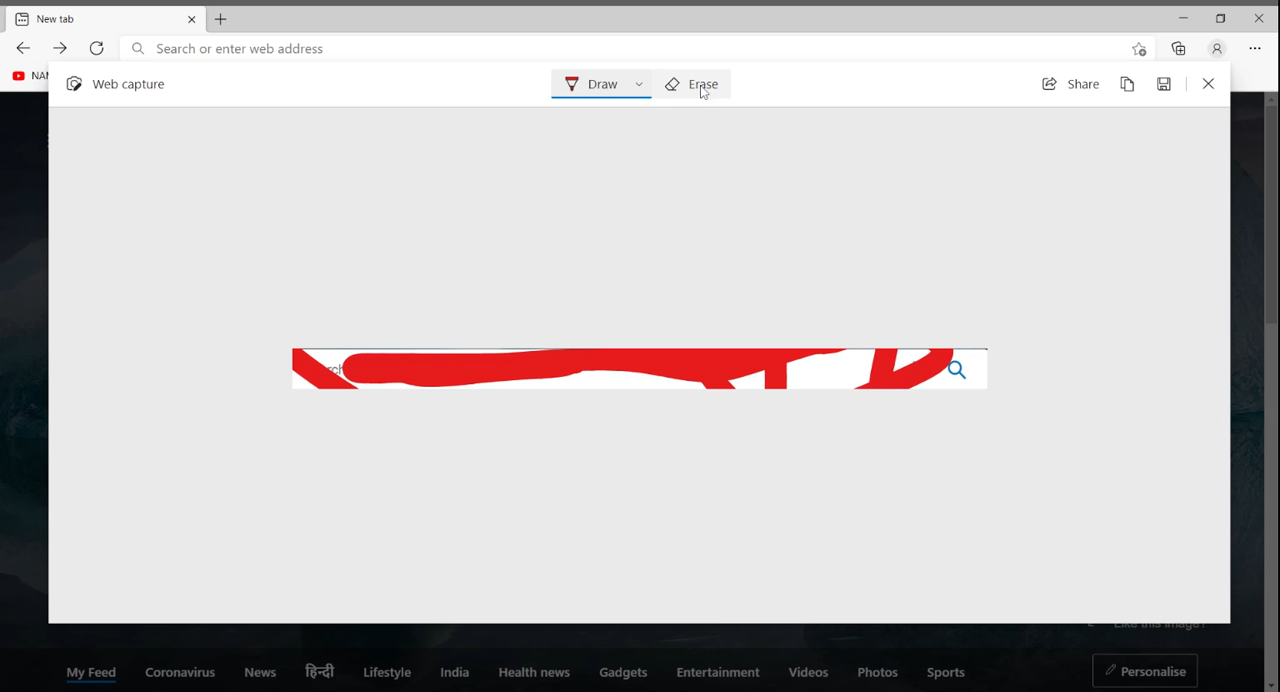 New tab
Search or enter web address
Web capture
Draw
Erase
Share
rch
My Feed
Coronavirus
News
हिन्दी
Lifestyle
India
Health news
Gadgets
Entertainment
Videos
Photos
Sports
Personalise